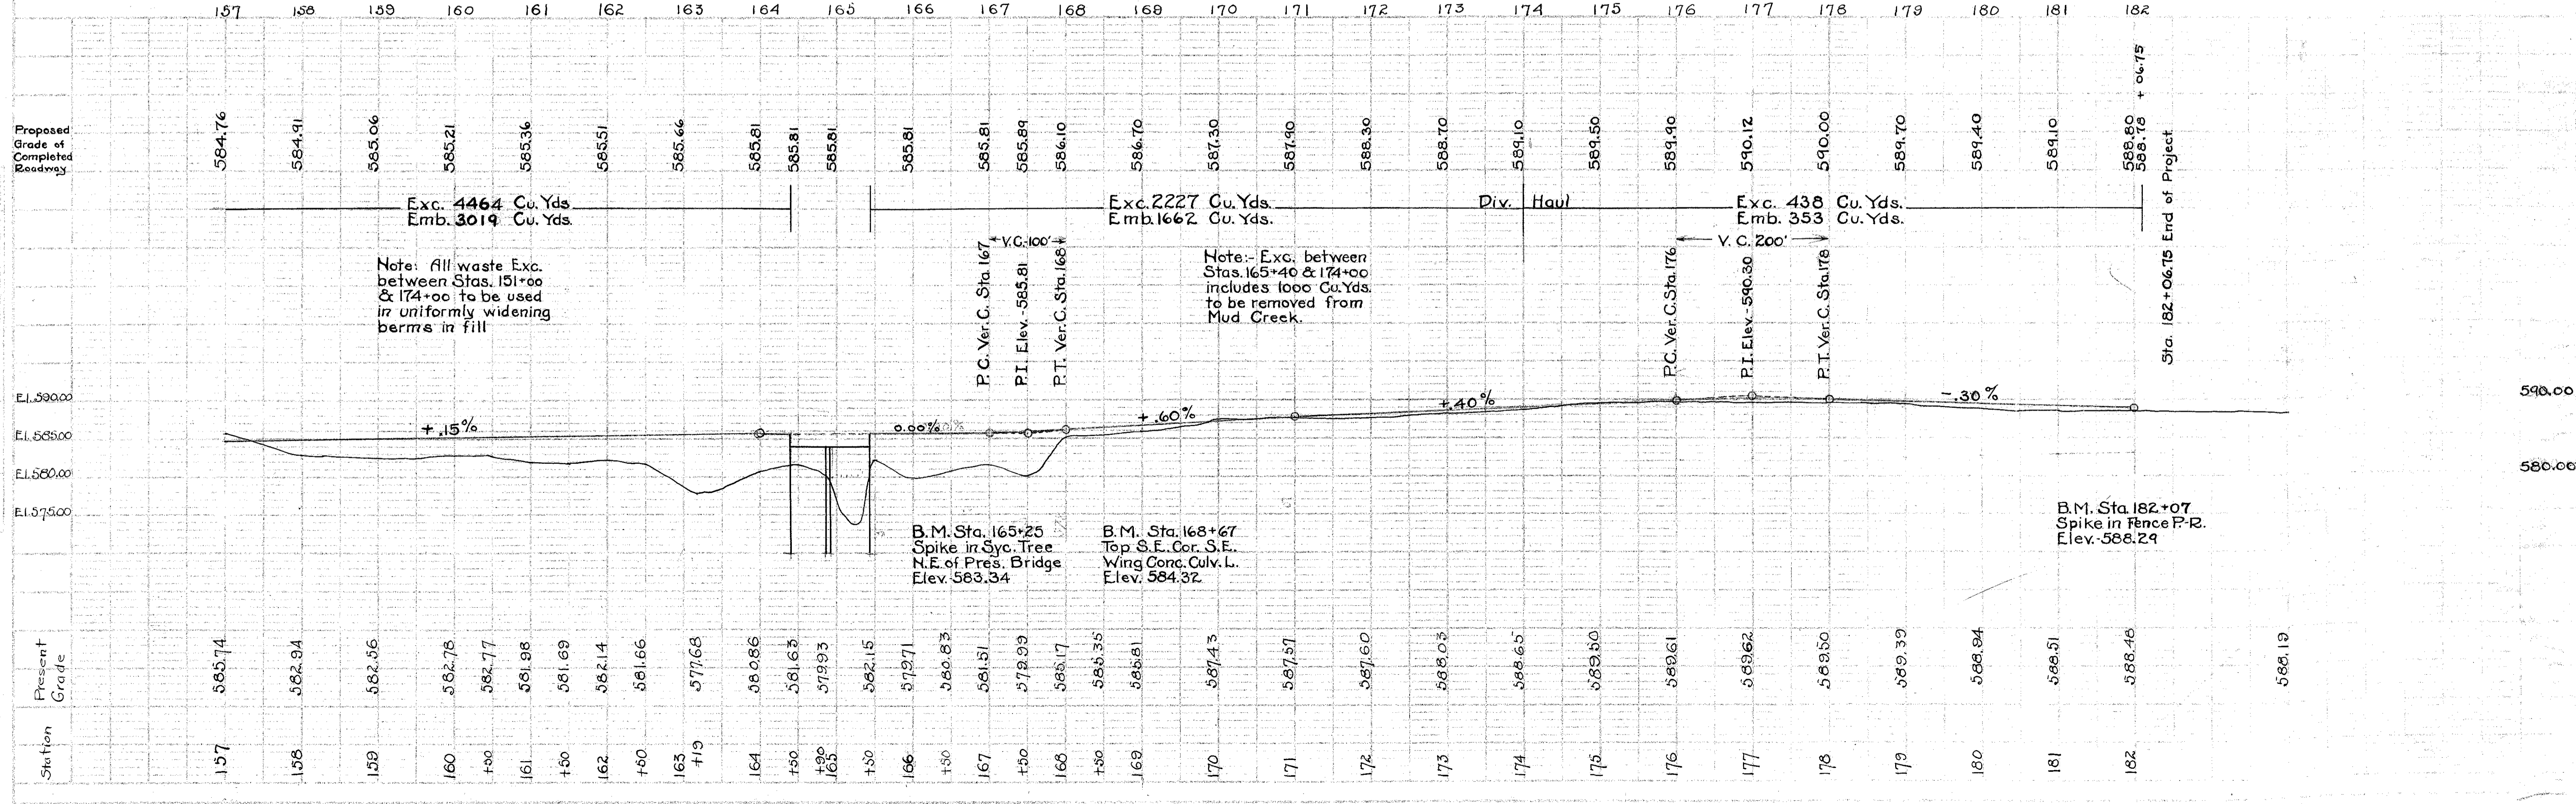 157 158 159 160 161 162 163 164 165 166 167 168 169 170 171 172 173 174 175 176 177 178 179 180 181 182
Proposed
Grade of
Completed
Roadway
584.76 584.91 585.06 585.21 585.36 585.51 585.66 585.81 585.81 585.81 585.81 585.81 585.89 586.10 586.70 587.30 587.90 588.30 588.70 589.10 589.50 589.90 590.12 590.00 589.70 589.40 589.10 588.80
588.78 + 06.75
Sta. 182+06.75 End of Project
Exc. 4464 Cu. Yds.
Emb. 3019 Cu. Yds.
Exc. 2227 Cu. Yds.
Emb. 1662 Cu. Yds.
Div. Haul
Exc. 438 Cu. Yds.
Emb. 353 Cu. Yds.
Note: All waste Exc.
between Stas. 151+00
& 174+00 to be used
in uniformly widening
berms in fill
V.C. 100'
P.C. Ver. C. Sta. 167
P.I. Elev. - 585.81
P.T. Ver. C. Sta. 168
Note:- Exc. between
Stas. 165+40 & 174+00
includes 1000 Cu. Yds.
to be removed from
Mud Creek.
V. C. 200'
P.C. Ver. C. Sta. 176
P.I. Elev. - 590.30
P.T. Ver. C. Sta. 178
El. 590.00
El. 585.00
El. 580.00
El. 575.00
+ .15%
0.00%
+ .60%
+ .40%
-.30%
590.00
580.00
B.M. Sta. 165+25
Spike in Syc. Tree
N.E. of Pres. Bridge
Elev. 583.34
B.M. Sta. 168+67
Top S.E. Cor. S.E.
Wing Conc. Culv. L.
Elev. 584.32
B.M. Sta. 182+07
Spike in Fence P.-R.
Elev.-588.29
Present
Grade
585.74 582.94 582.56 582.78 582.77 581.98 581.69 582.14 581.66 577.68 580.86 581.63 579.93 582.15 579.71 580.83 581.51 579.99 585.17 585.35 585.81 587.43 587.57 587.60 588.03 588.65 589.50 589.61 589.62 589.50 589.39 588.94 588.51 588.48 588.19
Station
157 158 159 160 +50 161 +50 162 +50 163 +19 164 +50 +90 165 +50 166 +50 167 +50 168 +50 169 170 171 172 173 174 175 176 177 178 179 180 181 182